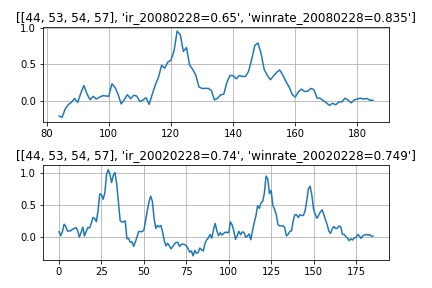 [[44, 53, 54, 57], 'ir_20080228=0.65', 'winrate_20080228=0.835']
1.0
0.5
0.0
80 100 120 140 160 180
[[44, 53, 54, 57], 'ir_20020228=0.74', 'winrate_20020228=0.749']
1.0
0.5
0.0
0 25 50 75 100 125 150 175